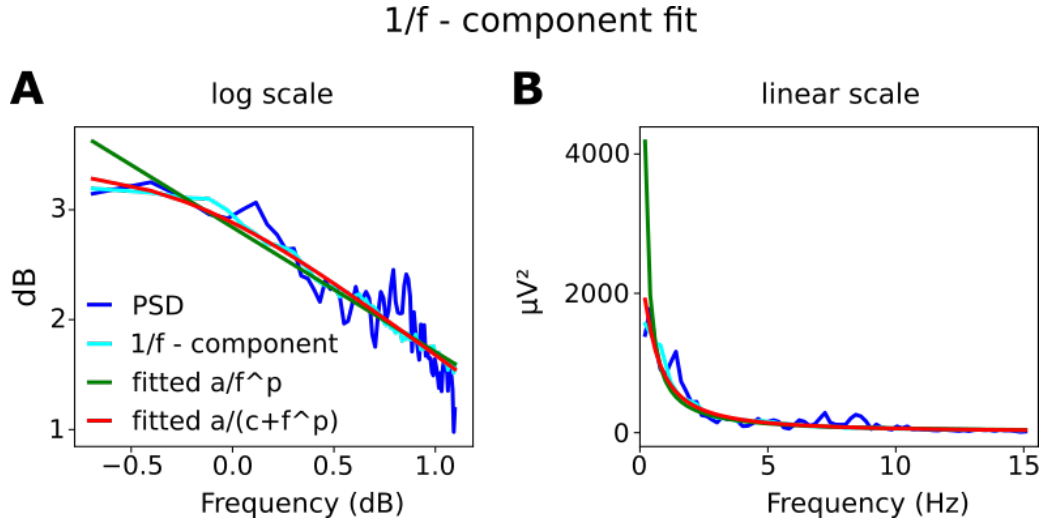 1/f - component fit
A
log scale
dB
3
2
1
PSD
1/f - component
fitted a/f^p
fitted a/(c+f^p)
−0.5
0.0
0.5
1.0
Frequency (dB)
B
linear scale
µV²
4000
2000
0
0
5
10
15
Frequency (Hz)